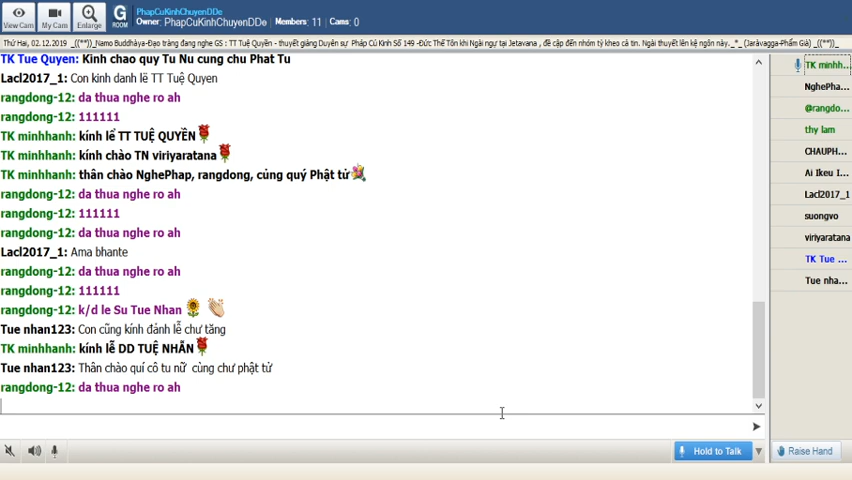 PhapCuKinhChuyenDDe
Owner: PhapCuKinhChuyenDDe Members: 11 Cams: 0
View Cam
My Cam
Enlarge
G
ROOM
Thứ Hai, 02.12.2019 _((**))_Namo Buddhàya-Đạo tràng đang nghe GS : TT Tuệ Quyền - thuyết giảng Duyên sự Pháp Cú Kinh Số 149 -Đức Thế Tôn khi Ngài ngụ tại Jetavana , đề cập đến nhóm tỳ kheo cả tin. Ngài thuyết lên kệ ngôn này._*_ (Jaràvagga-Phẩm Già) _((**))_
TK Tue Quyen: Kinh chao quy Tu Nu cung chu Phat Tu
Lacl2017_1: Con kinh danh lẽ TT Tuệ Quyen
rangdong-12: da thua nghe ro ah
rangdong-12: 111111
TK minhhanh: kính lể TT TUỆ QUYỀN
TK minhhanh: kính chào TN viriyaratana
TK minhhanh: thân chào NghePhap, rangdong, củng quý Phật tử
rangdong-12: da thua nghe ro ah
rangdong-12: 111111
rangdong-12: da thua nghe ro ah
Lacl2017_1: Ama bhante
rangdong-12: da thua nghe ro ah
rangdong-12: 111111
rangdong-12: k/d le Su Tue Nhan
Tue nhan123: Con cũng kính đảnh lễ chư tăng
TK minhhanh: kính lễ DD TUỆ NHẪN
Tue nhan123: Thân chào quí cô tu nữ cùng chư phật tử
rangdong-12: da thua nghe ro ah
TK minhh...
NghePha...
@rangdo...
thy lam
CHAUPH...
Ai Ikeu I...
Lacl2017_1
suongvo
viriyaratana
TK Tue ...
Tue nha...
Hold to Talk
Raise Hand